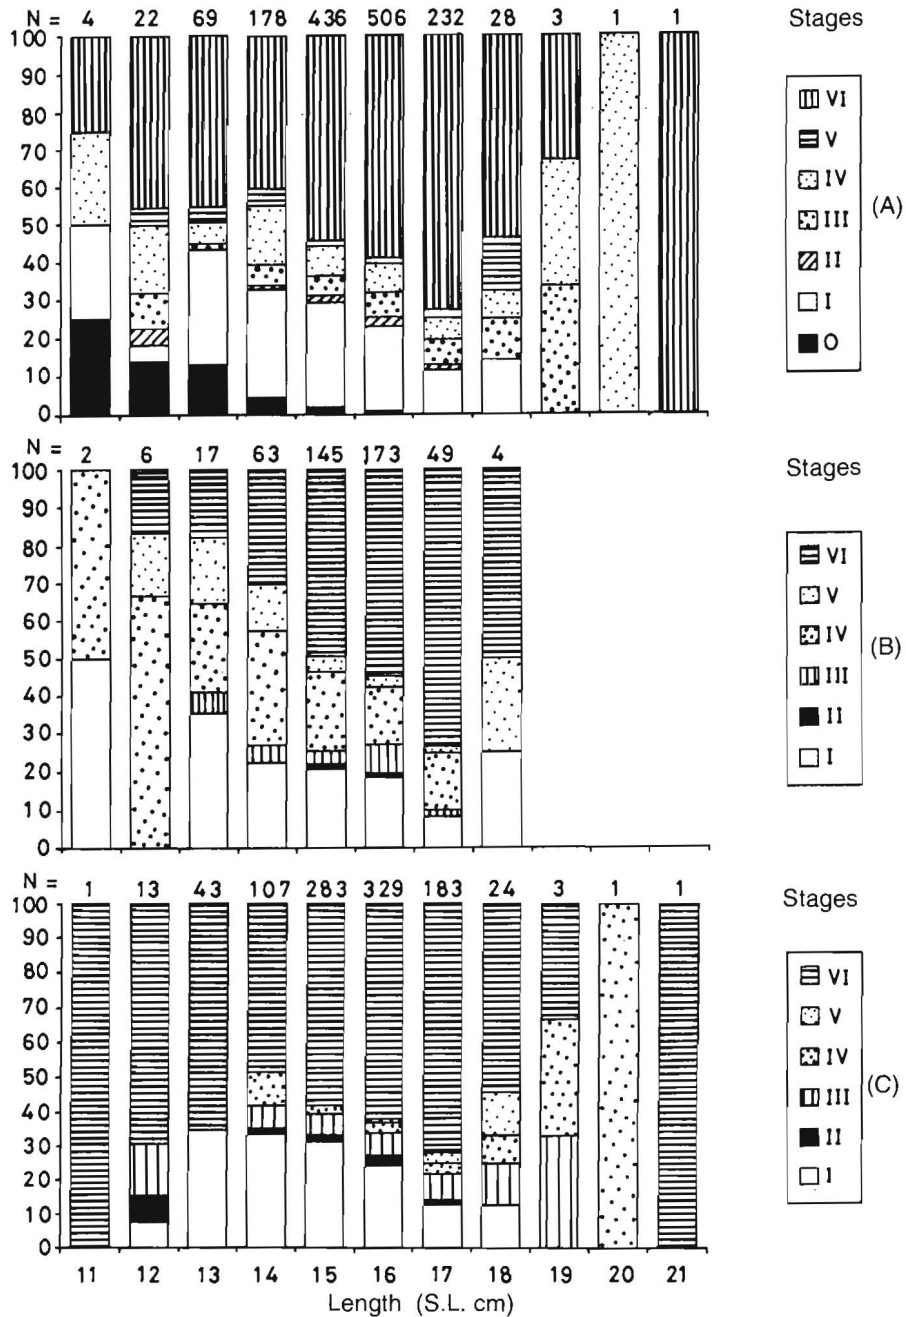 N = 4 22 69 178 436 506 232 28 3 1 1
Stages
100
90
80
70
60
50
40
30
20
10
0
VI
V
IV
III
II
I
O
(A)
N = 2 6 17 63 145 173 49 4
Stages
100
90
80
70
60
50
40
30
20
10
0
VI
V
IV
III
II
I
(B)
N = 1 13 43 107 283 329 183 24 3 1 1
Stages
100
90
80
70
60
50
40
30
20
10
0
VI
V
IV
III
II
I
(C)
11 12 13 14 15 16 17 18 19 20 21
Length (S.L. cm)